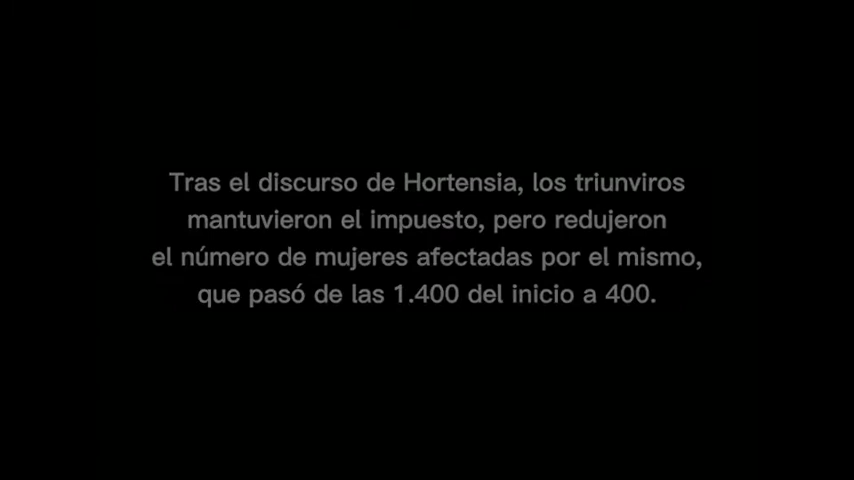 Tras el discurso de Hortensia, los triunviros
mantuvieron el impuesto, pero redujeron
el número de mujeres afectadas por el mismo,
que pasó de las 1.400 del inicio a 400.